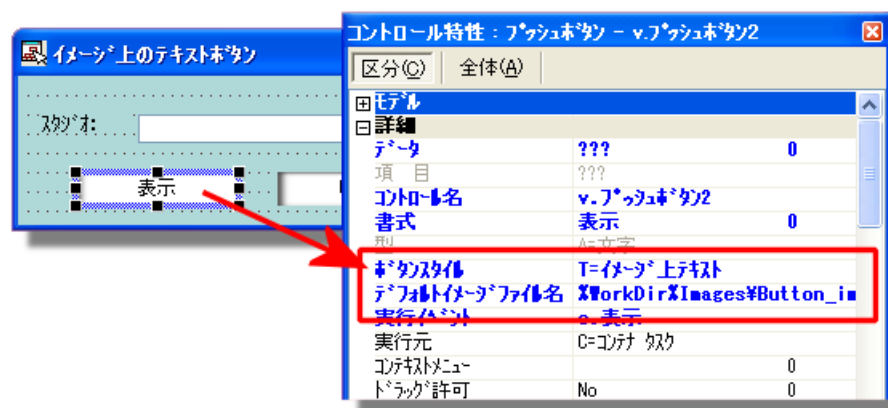 イメージ上のテキストボタン
スタジオ:
表示
コントロール特性:プッシュボタン - v.プッシュボタン2
区分(C) 全体(A)
モデル
詳細
データ ??? 0
項 目 ???
コントロール名 v.プッシュボタン2
書式 表示 0
型 A=文字
ボタンスタイル T=イメージ上テキスト
デフォルトイメージファイル名 %WorkDir%Images¥Button_im
実行イベント e.表示
実行元 C=コンテナ タスク
コンテキストメニュー 0
ドラッグ許可 No 0